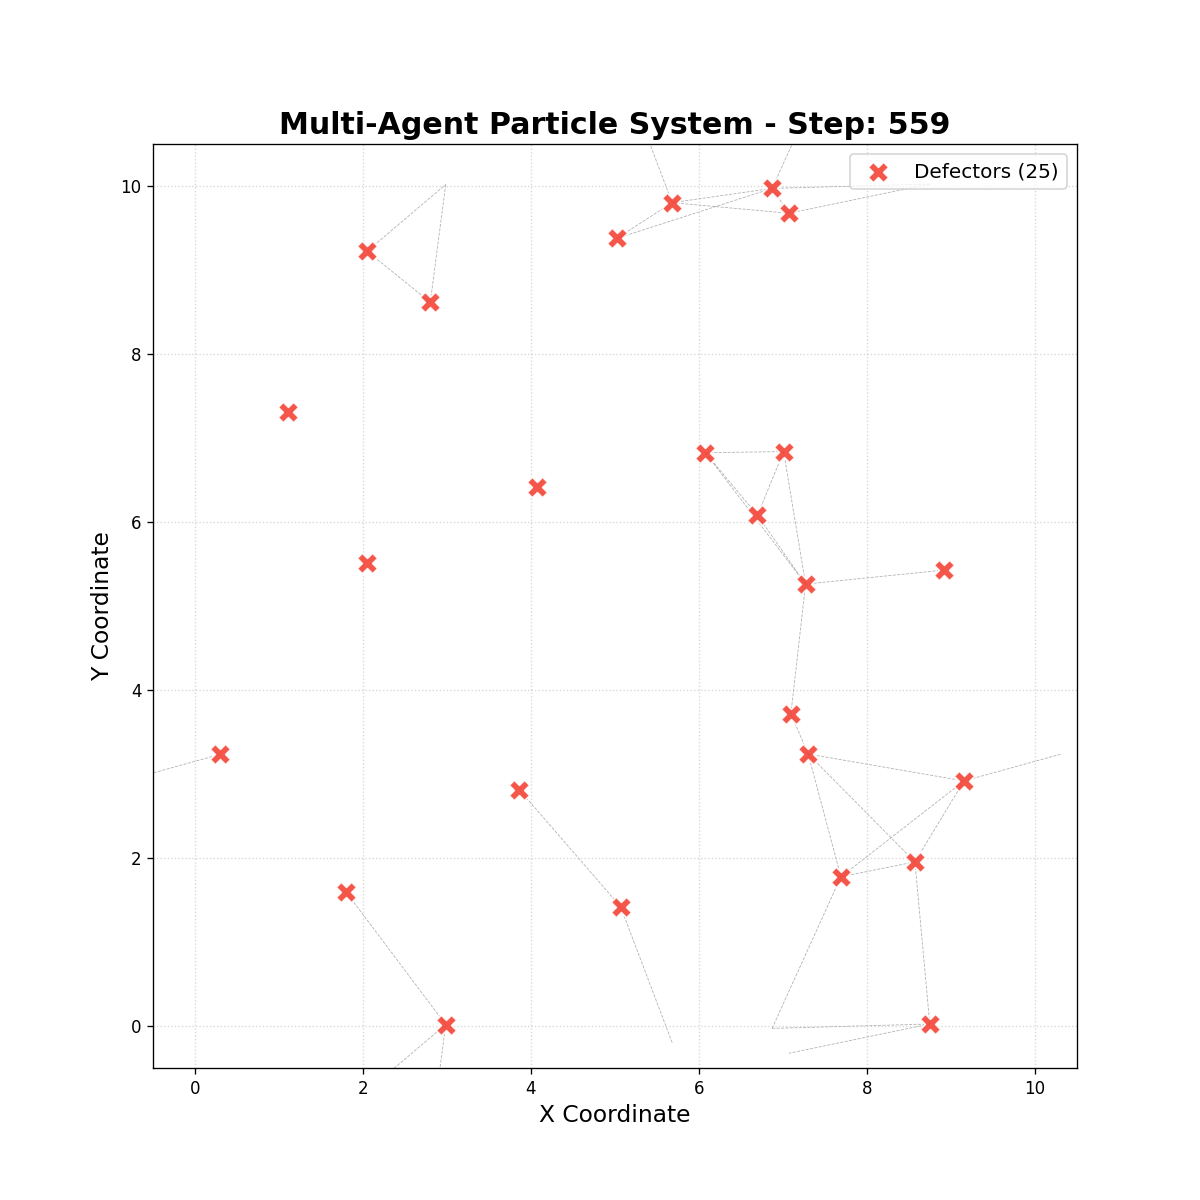 Multi-Agent Particle System - Step: 559
Defectors (25)
10
8
6
4
2
0
Y Coordinate
0 2 4 6 8 10
X Coordinate